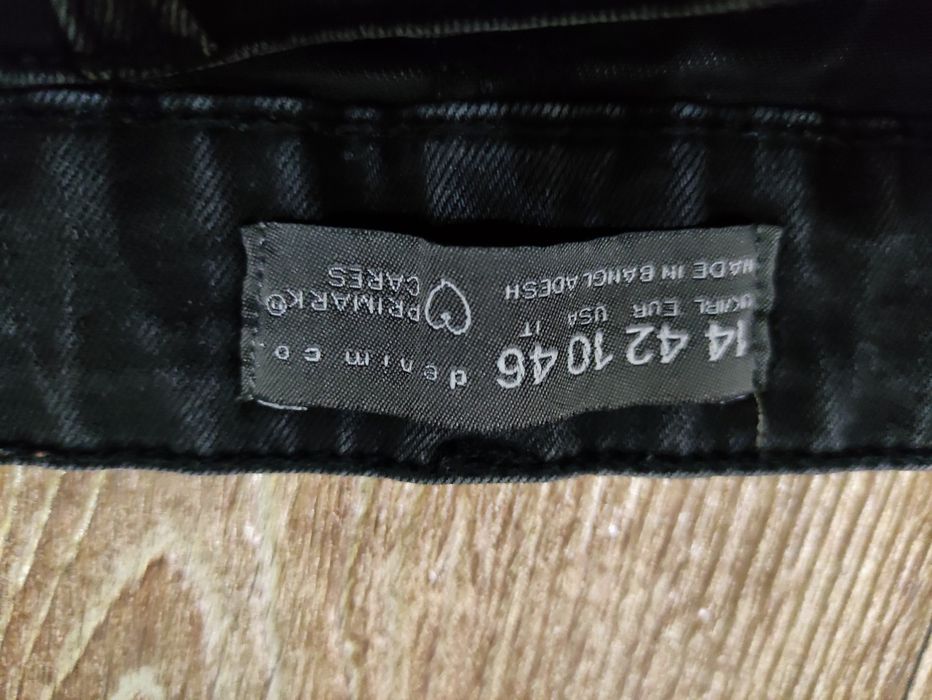 14 42 10 46
UK/IRL EUR USA IT
MADE IN BANGLADESH
denim co.
PRIMARK®
CARES